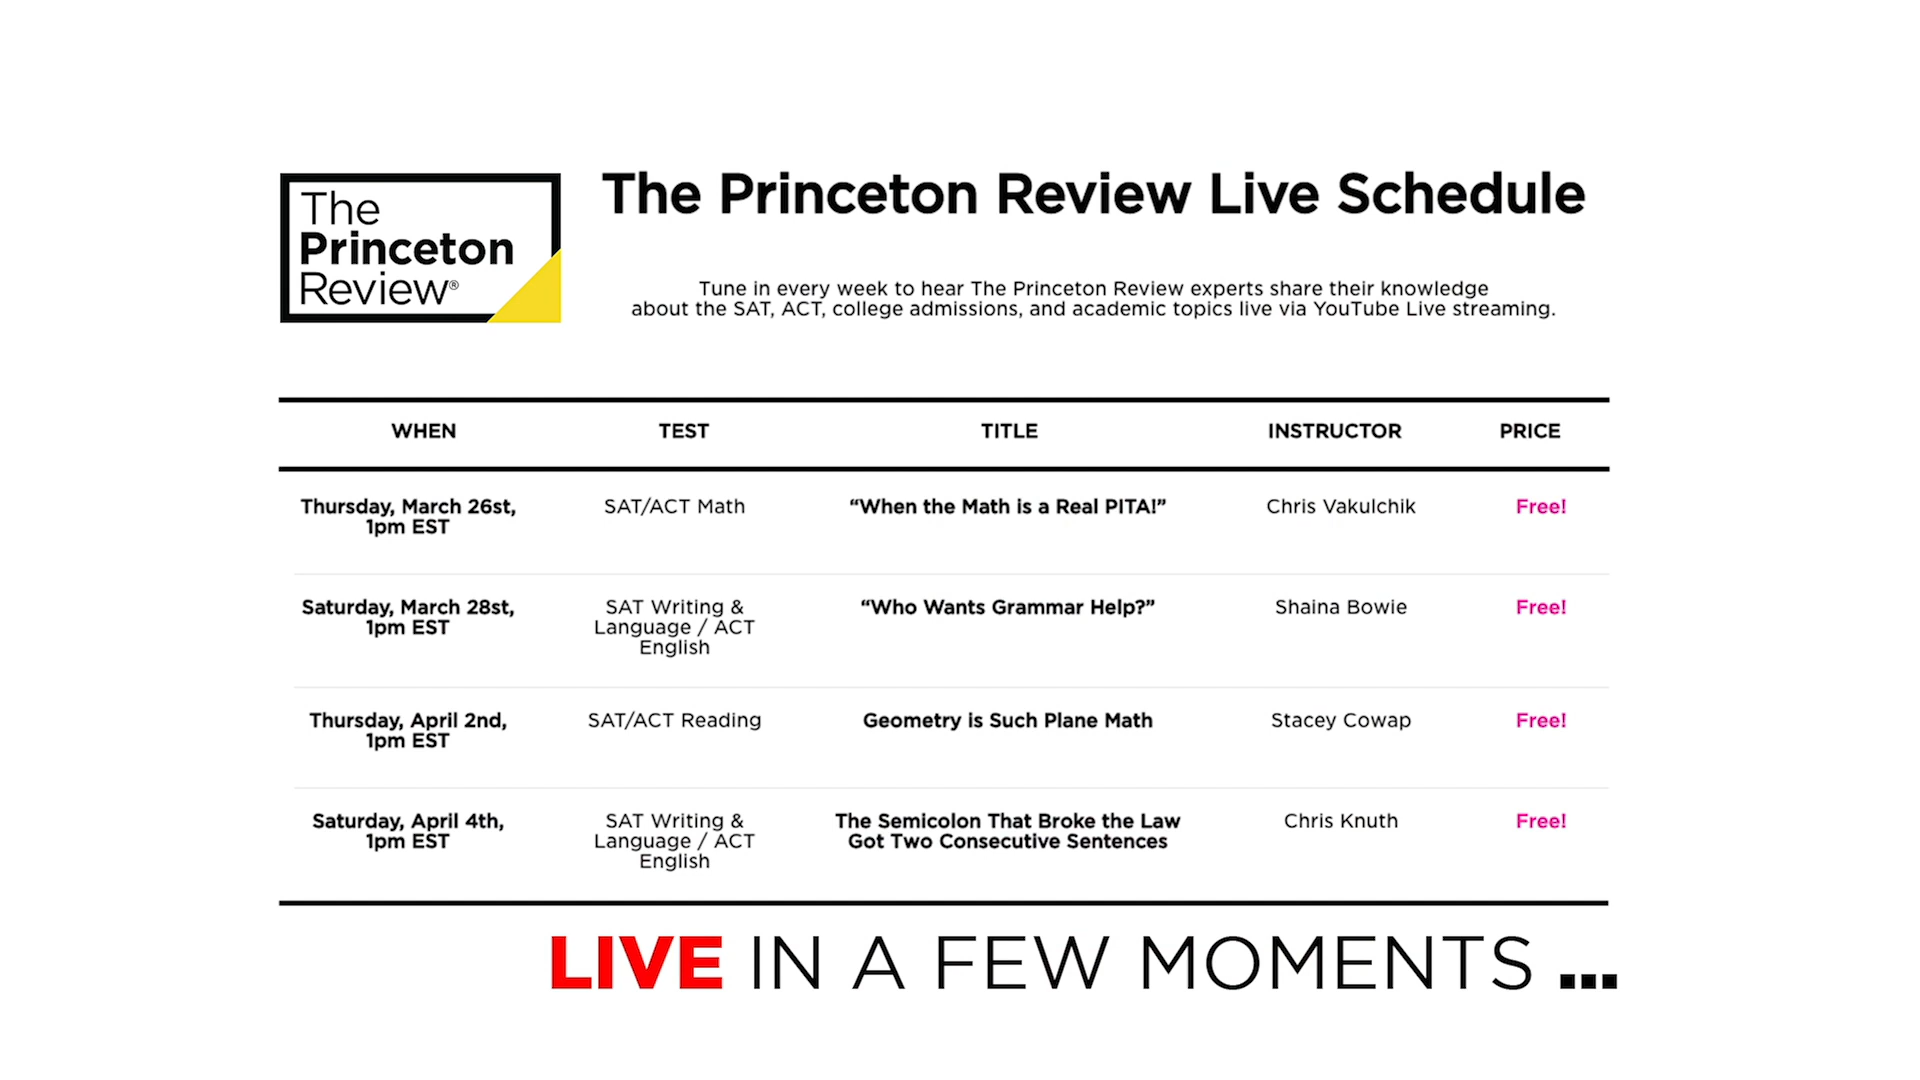 The
Princeton
Review®
The Princeton Review Live Schedule
Tune in every week to hear The Princeton Review experts share their knowledge
about the SAT, ACT, college admissions, and academic topics live via YouTube Live streaming.
WHEN TEST TITLE INSTRUCTOR PRICE
Thursday, March 26st, SAT/ACT Math “When the Math is a Real PITA!” Chris Vakulchik Free!
1pm EST
Saturday, March 28st, SAT Writing & “Who Wants Grammar Help?” Shaina Bowie Free!
1pm EST Language / ACT
English
Thursday, April 2nd, SAT/ACT Reading Geometry is Such Plane Math Stacey Cowap Free!
1pm EST
Saturday, April 4th, SAT Writing & The Semicolon That Broke the Law Chris Knuth Free!
1pm EST Language / ACT Got Two Consecutive Sentences
English
LIVE IN A FEW MOMENTS ...